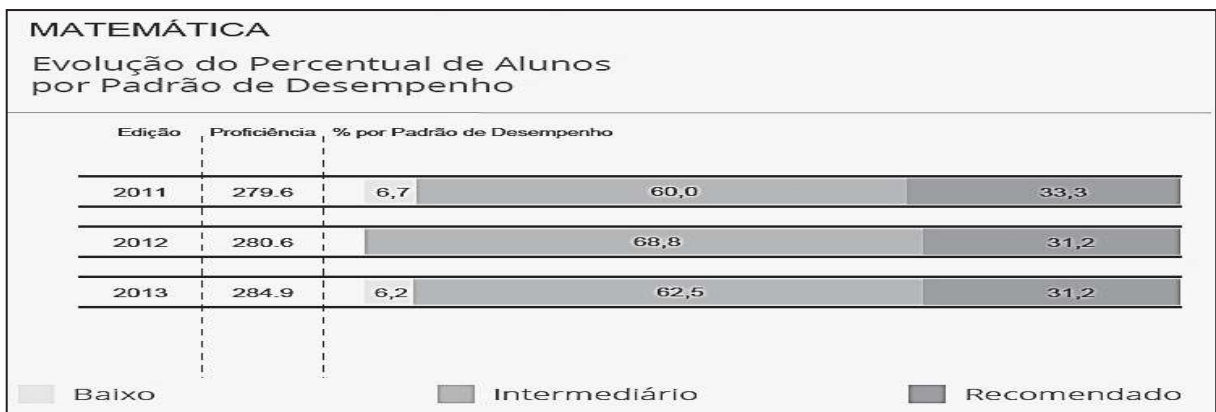 MATEMÁTICA
Evolução do Percentual de Alunos
por Padrão de Desempenho
Edição Proficiência % por Padrão de Desempenho
2011 279.6 6,7 60,0 33,3
2012 280.6 68,8 31,2
2013 284.9 6,2 62,5 31,2
Baixo Intermediário Recomendado